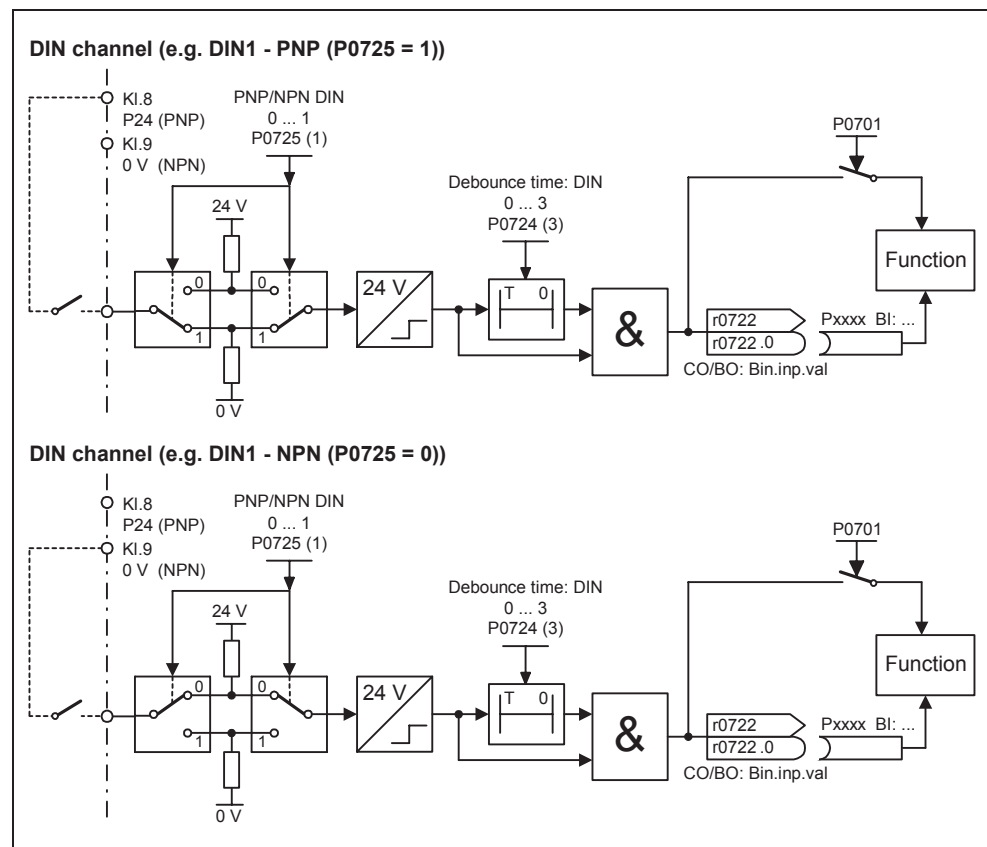 DIN channel (e.g. DIN1 - PNP (P0725 = 1))
Kl.8
P24 (PNP)
Kl.9
0 V (NPN)
PNP/NPN DIN
0 ... 1
P0725 (1)
P0701
Debounce time: DIN
0 ... 3
P0724 (3)
24 V
Function
0
0
24 V
T 0
&
r0722
Pxxxx BI: ...
1
1
r0722 .0
CO/BO: Bin.inp.val
0 V
DIN channel (e.g. DIN1 - NPN (P0725 = 0))
Kl.8
P24 (PNP)
Kl.9
0 V (NPN)
PNP/NPN DIN
0 ... 1
P0725 (1)
P0701
Debounce time: DIN
0 ... 3
P0724 (3)
24 V
Function
0
0
24 V
T 0
&
r0722
Pxxxx BI: ...
1
1
r0722 .0
CO/BO: Bin.inp.val
0 V